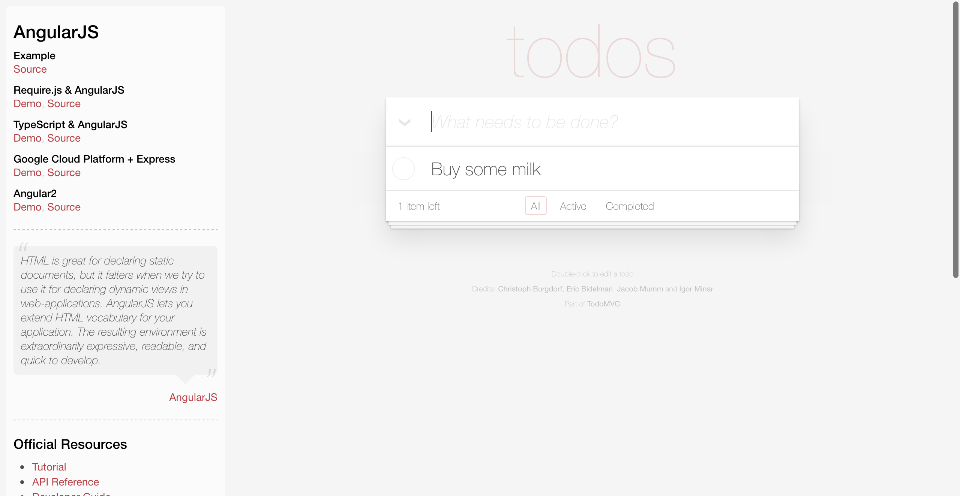 AngularJS
Example
Source
Require.js & AngularJS
Demo, Source
TypeScript & AngularJS
Demo, Source
Google Cloud Platform + Express
Demo, Source
Angular2
Demo, Source
“
HTML is great for declaring static
documents, but it falters when we try to
use it for declaring dynamic views in
web-applications. AngularJS lets you
extend HTML vocabulary for your
application. The resulting environment is
extraordinarily expressive, readable, and
quick to develop.
”
AngularJS
Official Resources
Tutorial
API Reference
Developer Guide
todos
What needs to be done?
Buy some milk
1 item left
All
Active
Completed
Double-click to edit a todo
Credits: Christoph Burgdorf, Eric Bidelman, Jacob Mumm and Igor Minar
Part of TodoMVC